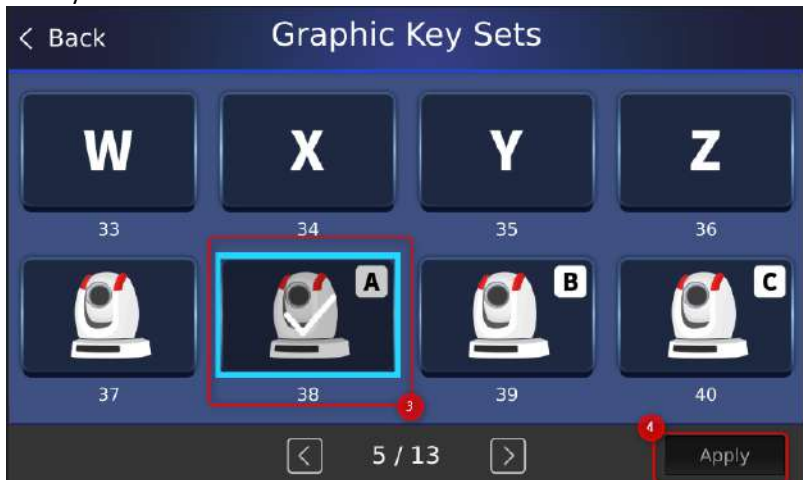 < Back
Graphic Key Sets
W X Y Z
33 34 35 36
A B C
37 38 39 40
3
4
< 5 / 13 >
Apply